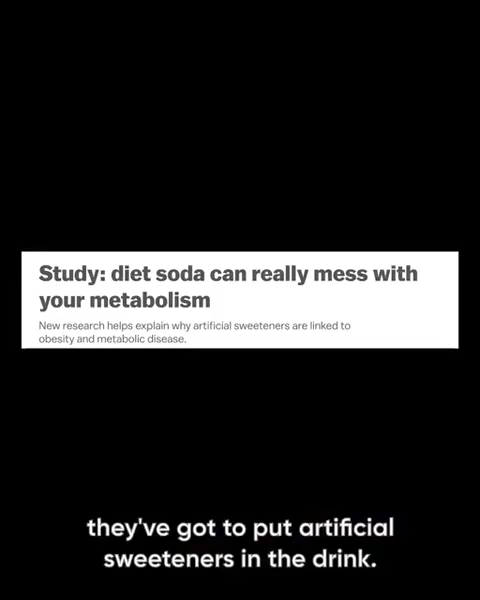 Study: diet soda can really mess with
your metabolism
New research helps explain why artificial sweeteners are linked to
obesity and metabolic disease.
they've got to put artificial
sweeteners in the drink.